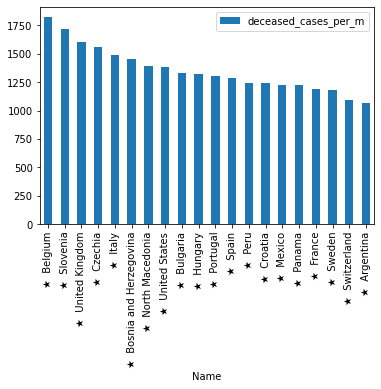 deceased_cases_per_m
1750
1500
1250
1000
750
500
250
0
★ Belgium
★ Slovenia
★ United Kingdom
★ Czechia
★ Italy
★ Bosnia and Herzegovina
★ North Macedonia
★ United States
★ Bulgaria
★ Hungary
★ Portugal
★ Spain
★ Peru
★ Croatia
★ Mexico
★ Panama
★ France
★ Sweden
★ Switzerland
★ Argentina
Name